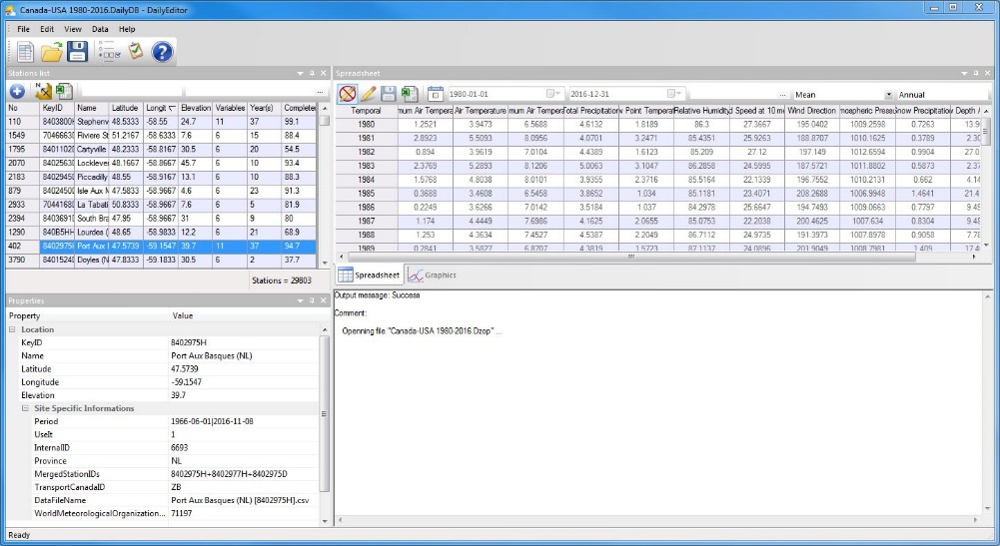 Canada-USA 1980-2016.DailyDB - DailyEditor
File Edit View Data Help
Stations list
No KeyID Name Latitude Longit Elevation Variables Year(s) Complete
110 8403800 Stephenv 48.5333 -58.55 24.7 11 37 99.1
1549 7046663 Riviere St 51.2167 -58.6333 7.6 6 15 88.4
1795 8401102 Cartyville 48.2333 -58.8167 30.5 6 20 54.5
2070 8402563 Locklever 48.1667 -58.8667 45.7 6 10 93.4
2183 8402945 Piccadilly 48.55 -58.9167 13.1 6 10 88.3
879 8402450 Isle Aux M 47.5833 -58.9667 4.6 6 23 91.3
2933 7044168 La Tabati 50.8333 -58.9667 7.6 6 5 81.9
2394 8403691 South Bra 47.95 -58.9667 31 6 9 80
1290 840B5HH Lourdes ( 48.65 -58.9833 12.2 6 21 68.9
402 8402975 Port Aux 47.5739 -59.1547 39.7 11 37 94.7
3790 8401524 Doyles (N 47.8333 -59.1833 30.5 6 2 37.7
Stations = 29803
Properties
Property Value
Location
KeyID 8402975H
Name Port Aux Basques (NL)
Latitude 47.5739
Longitude -59.1547
Elevation 39.7
Site Specific Informations
Period 1966-06-01|2016-11-08
UseIt 1
InternalID 6693
Province NL
MergedStationIDs 8402975H+8402977H+8402975D
TransportCanadaID ZB
DataFileName Port Aux Basques (NL) [8402975H].csv
WorldMeteorologicalOrganization... 71197
Spreadsheet
1980-01-01 2016-12-31 ... Mean Annual
Temporal mum Air Tempera Air Temperature mum Air Tempera Total Precipitation w Point Temperat Relative Humidity d Speed at 10 m Wind Direction mospheric Pressu Snow Precipitatio Depth A
1980 1.2521 3.9473 6.5688 4.6132 1.8189 86.3 27.3667 195.0402 1009.2598 0.7263 13.9
1981 2.8923 5.5093 8.0956 4.0701 3.2471 85.4351 25.9263 188.8707 1010.1625 0.3789 2.30
1982 0.894 3.9619 7.0104 4.4389 1.6123 85.209 27.12 197.149 1012.6594 0.9904 27.0
1983 2.3769 5.2893 8.1206 5.0063 3.1047 86.2858 24.5995 187.5721 1011.8802 0.5873 2.37
1984 1.5768 4.8038 8.0101 3.9355 2.3716 85.5164 22.1339 196.7552 1010.2131 0.662 4.14
1985 0.3688 3.4608 6.5458 3.8652 1.034 85.1181 23.4071 208.2688 1006.9948 1.4641 21.4
1986 0.2249 3.6266 7.0142 3.5184 1.037 84.2978 25.6647 194.7493 1009.0663 0.7797 9.49
1987 1.174 4.4449 7.6985 4.1625 2.0655 85.0753 22.2038 200.4625 1007.634 0.8304 9.48
1988 1.253 4.3634 7.4527 4.5387 1.9644 84.9209 24.4735 191.3973 1007.8978 0.9058 7.78
1989 0.2841 3.5827 6.8707 4.3819 1.5723 87.1137 24.0896 201.9049 1008.7981 1.409 17.4
Spreadsheet Graphics
Output message: Success
Comment:
Openning file "Canada-USA 1980-2016.Dzop" ...
Ready